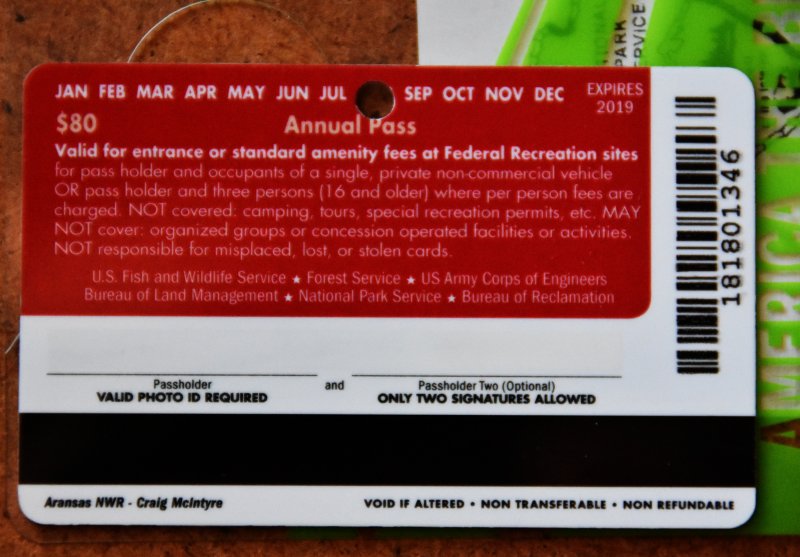 JAN FEB MAR APR MAY JUN JUL SEP OCT NOV DEC
EXPIRES
2019
$80
Annual Pass
Valid for entrance or standard amenity fees at Federal Recreation sites
for pass holder and occupants of a single, private non-commercial vehicle
OR pass holder and three persons (16 and older) where per person fees are
charged. NOT covered: camping, tours, special recreation permits, etc. MAY
NOT cover: organized groups or concession operated facilities or activities.
NOT responsible for misplaced, lost, or stolen cards.
U.S. Fish and Wildlife Service ★ Forest Service ★ US Army Corps of Engineers
Bureau of Land Management ★ National Park Service ★ Bureau of Reclamation
181801346
Passholder
VALID PHOTO ID REQUIRED
and
Passholder Two (Optional)
ONLY TWO SIGNATURES ALLOWED
Aransas NWR - Craig McIntyre
VOID IF ALTERED • NON TRANSFERABLE • NON REFUNDABLE
PARK
SERVICE
AMERICA THE